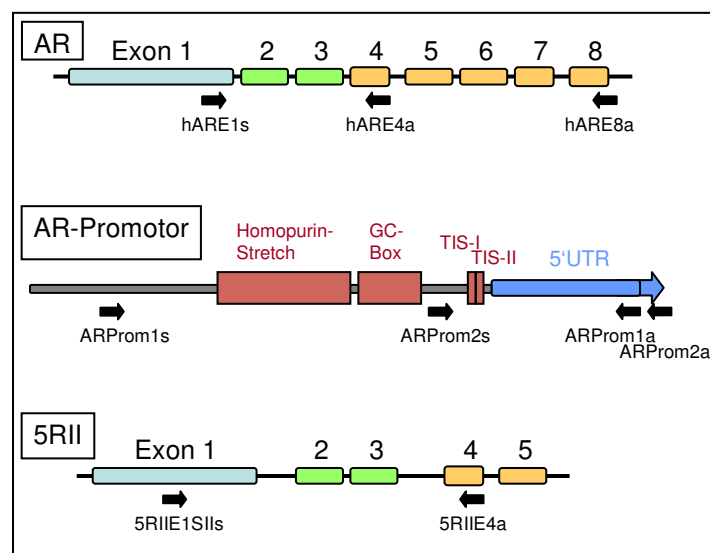 AR
Exon 1 2 3 4 5 6 7 8
hARE1s hARE4a hARE8a
AR-Promotor
Homopurin-
Stretch
GC-
Box
TIS-I
TIS-II
5‘UTR
ARProm1s ARProm2s ARProm1a
ARProm2a
5RII
Exon 1 2 3 4 5
5RIIE1SIIs 5RIIE4a